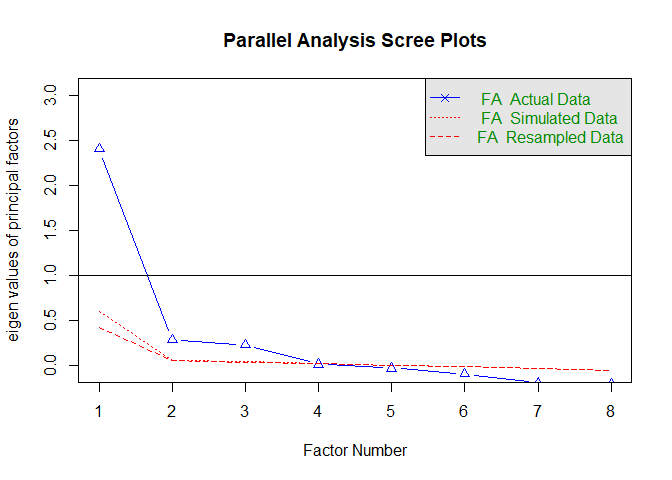 Parallel Analysis Scree Plots
eigen values of principal factors
3.0
2.5
2.0
1.5
1.0
0.5
0.0
FA Actual Data
FA Simulated Data
FA Resampled Data
1 2 3 4 5 6 7 8
Factor Number